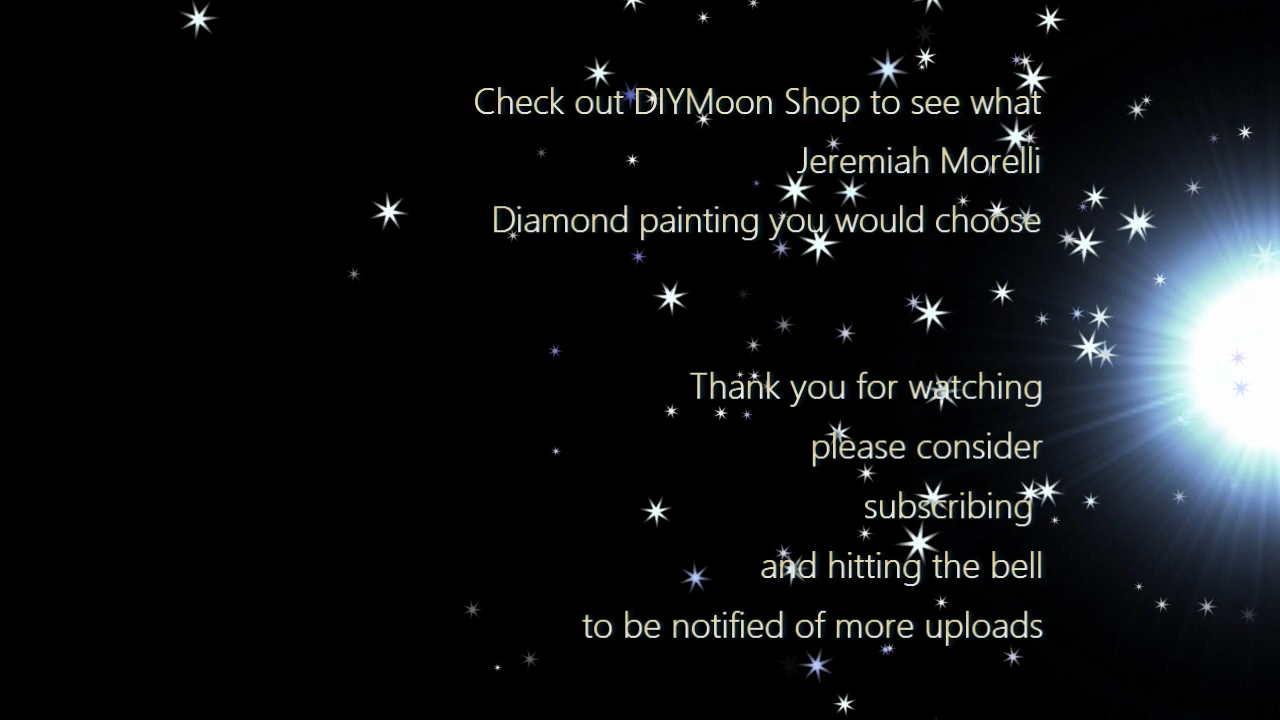 Check out DIYMoon Shop to see what
Jeremiah Morelli
Diamond painting you would choose
Thank you for watching
please consider
subscribing
and hitting the bell
to be notified of more uploads